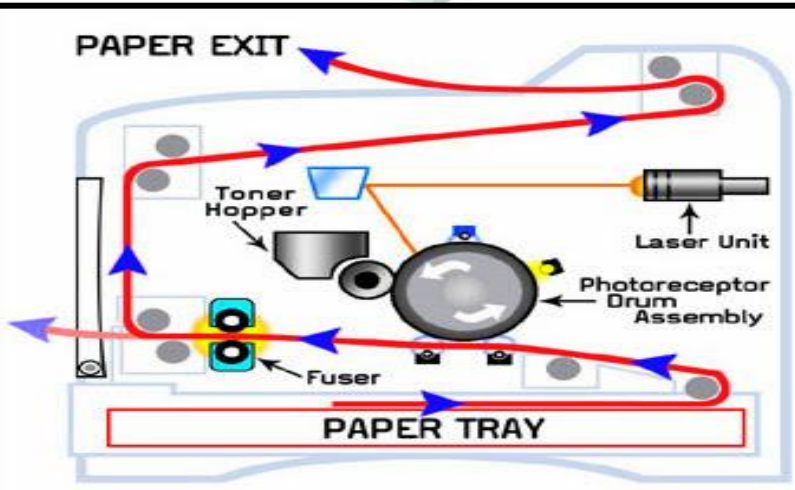 PAPER EXIT
Toner
Hopper
Laser Unit
Photoreceptor
Drum
Assembly
Fuser
PAPER TRAY